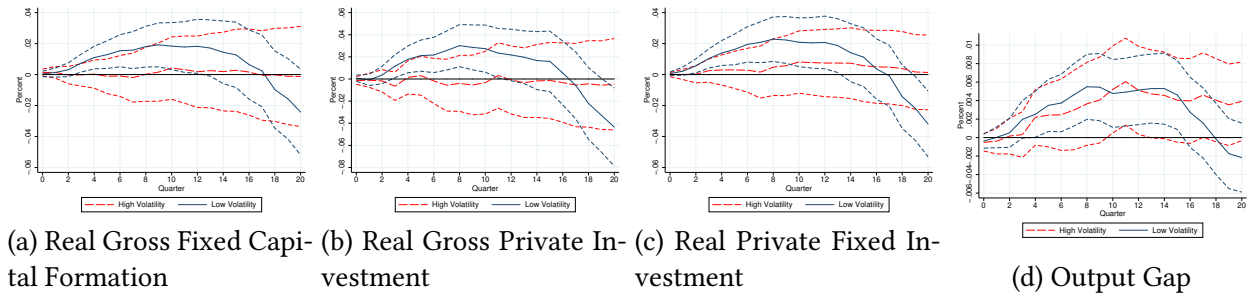 .04
.02
0
-.02
-.04
-.06
Percent
0 2 4 6 8 10 12 14 16 18 20
Quarter
High Volatility Low Volatility
(a) Real Gross Fixed Capi-
tal Formation
.06
.04
.02
0
-.02
-.04
-.06
-.08
Percent
0 2 4 6 8 10 12 14 16 18 20
Quarter
High Volatility Low Volatility
(b) Real Gross Private In-
vestment
.04
.02
0
-.02
-.04
-.06
Percent
0 2 4 6 8 10 12 14 16 18 20
Quarter
High Volatility Low Volatility
(c) Real Private Fixed In-
vestment
.01
.008
.006
.004
.002
0
-.002
-.004
-.006
Percent
0 2 4 6 8 10 12 14 16 18 20
Quarter
High Volatility Low Volatility
(d) Output Gap